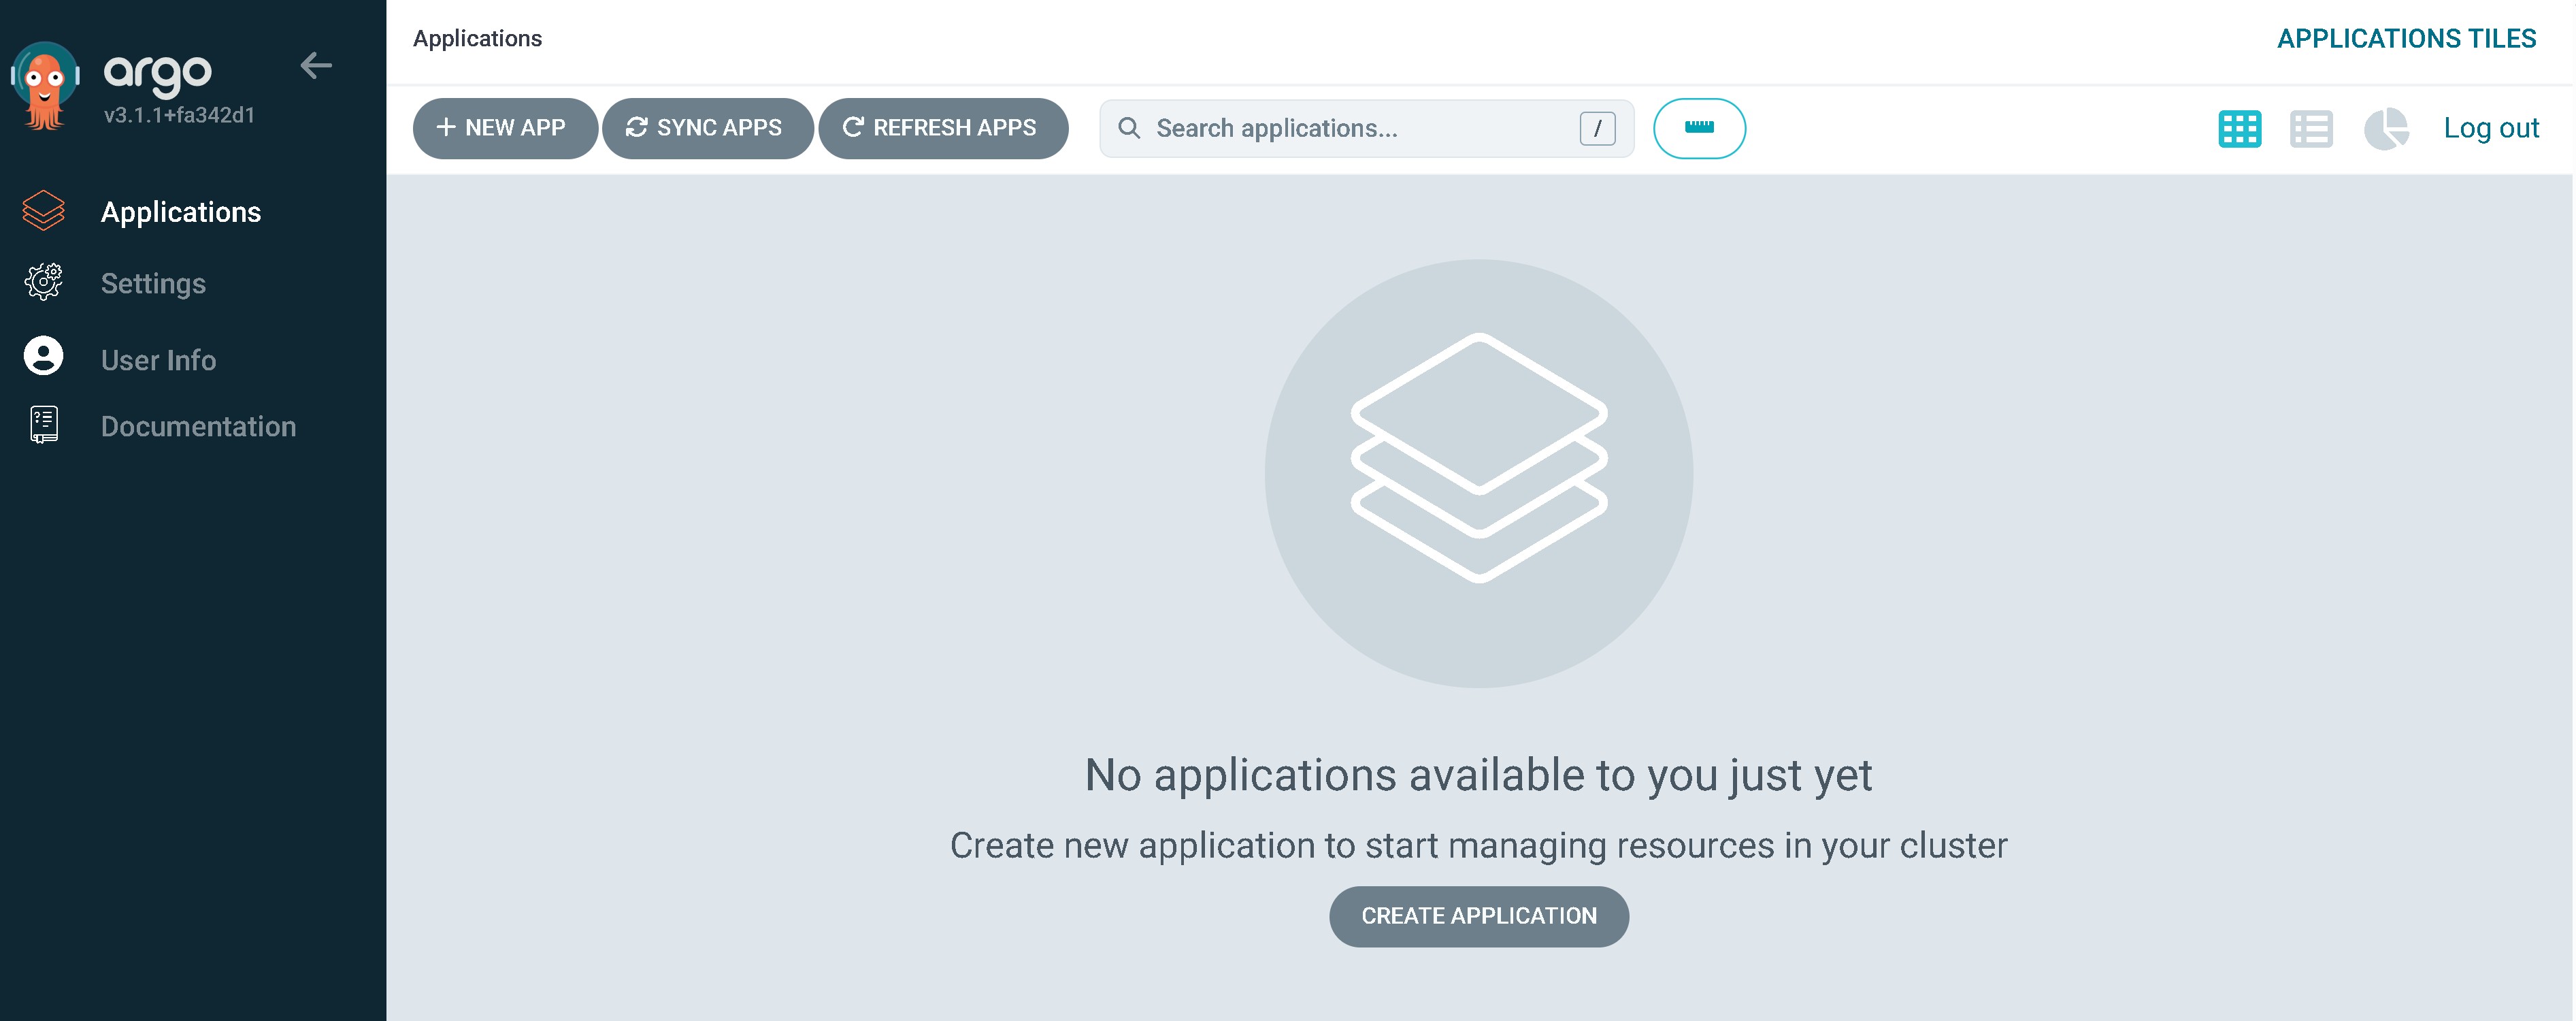 argo
v3.1.1+fa342d1
Applications
Settings
User Info
Documentation
Applications
APPLICATIONS TILES
+ NEW APP
SYNC APPS
REFRESH APPS
Search applications...
/
Log out
No applications available to you just yet
Create new application to start managing resources in your cluster
CREATE APPLICATION